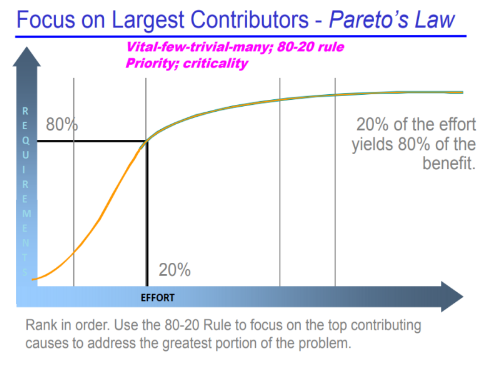 Focus on Largest Contributors - Pareto's Law
Vital-few-trivial-many; 80-20 rule
Priority; criticality
REQUIREMENTS
80%
20% of the effort
yields 80% of the
benefit.
20%
EFFORT
Rank in order. Use the 80-20 Rule to focus on the top contributing
causes to address the greatest portion of the problem.